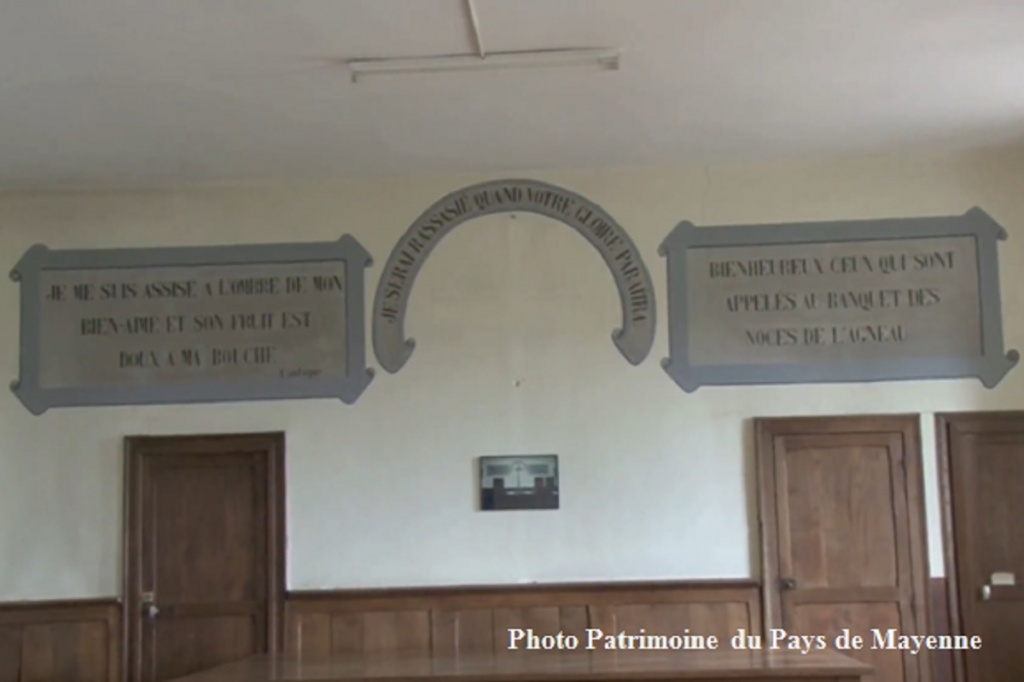 JE ME SUIS ASSISE A L'OMBRE DE MON
BIEN-AIME ET SON FRUIT EST
DOUX A MA BOUCHE
Cantique
JE SERAI RASSASIÉ QUAND VOTRE GLOIRE PARAITRA
BIENHEUREUX CEUX QUI SONT
APPELÉS AU BANQUET DES
NOCES DE L'AGNEAU
Photo Patrimoine du Pays de Mayenne